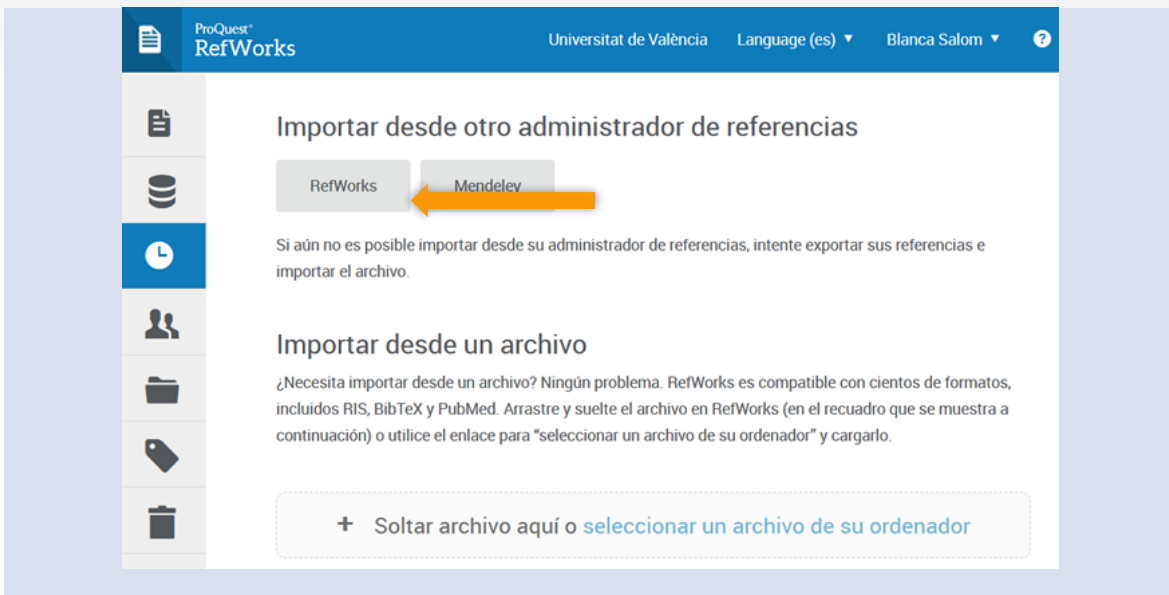 ProQuest®
RefWorks
Universitat de València Language (es) ▼ Blanca Salom ▼ ?
Importar desde otro administrador de referencias
RefWorks Mendeley
Si aún no es posible importar desde su administrador de referencias, intente exportar sus referencias e
importar el archivo.
Importar desde un archivo
¿Necesita importar desde un archivo? Ningún problema. RefWorks es compatible con cientos de formatos,
incluidos RIS, BibTeX y PubMed. Arrastre y suelte el archivo en RefWorks (en el recuadro que se muestra a
continuación) o utilice el enlace para “seleccionar un archivo de su ordenador” y cargarlo.
+ Soltar archivo aquí o seleccionar un archivo de su ordenador